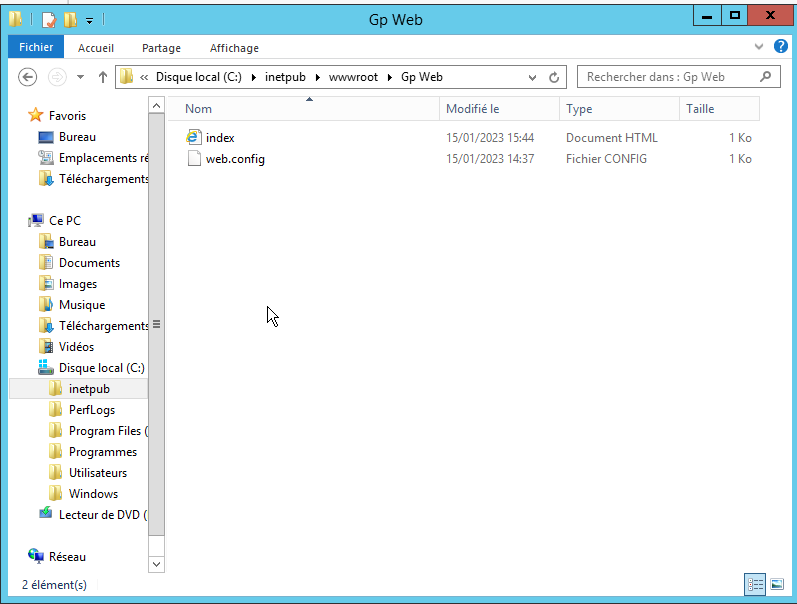 Gp Web
Fichier Accueil Partage Affichage
« Disque local (C:) inetpub wwwroot Gp Web Rechercher dans : Gp Web
Nom Modifié le Type Taille
index 15/01/2023 15:44 Document HTML 1 Ko
web.config 15/01/2023 14:37 Fichier CONFIG 1 Ko
Favoris
Bureau
Emplacements ré
Téléchargements
Ce PC
Bureau
Documents
Images
Musique
Téléchargements
Vidéos
Disque local (C:)
inetpub
PerfLogs
Program Files (
Programmes
Utilisateurs
Windows
Lecteur de DVD (
Réseau
2 élément(s)